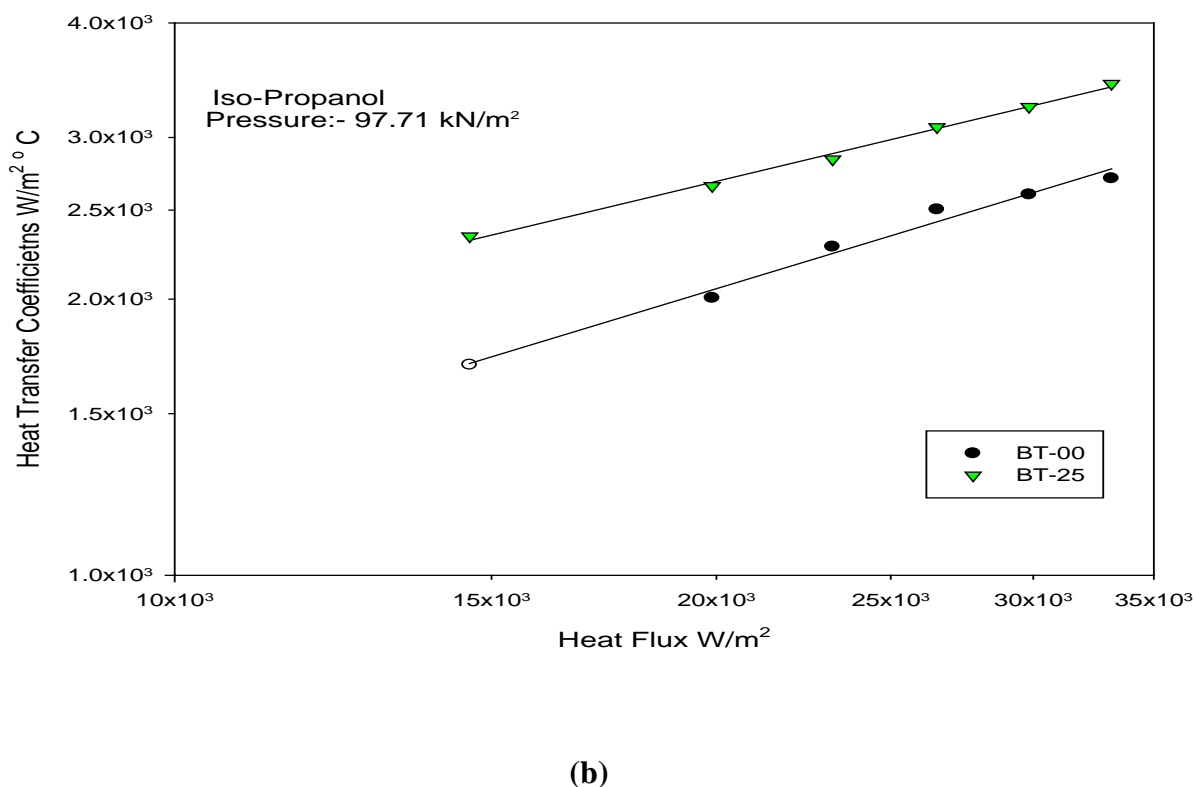 4.0x10³
Iso-Propanol
Pressure:- 97.71 kN/m²
3.0x10³
2.5x10³
2.0x10³
1.5x10³
1.0x10³
Heat Transfer Coefficietns W/m² ° C
BT-00
BT-25
10x10³ 15x10³ 20x10³ 25x10³ 30x10³ 35x10³
Heat Flux W/m²
(b)